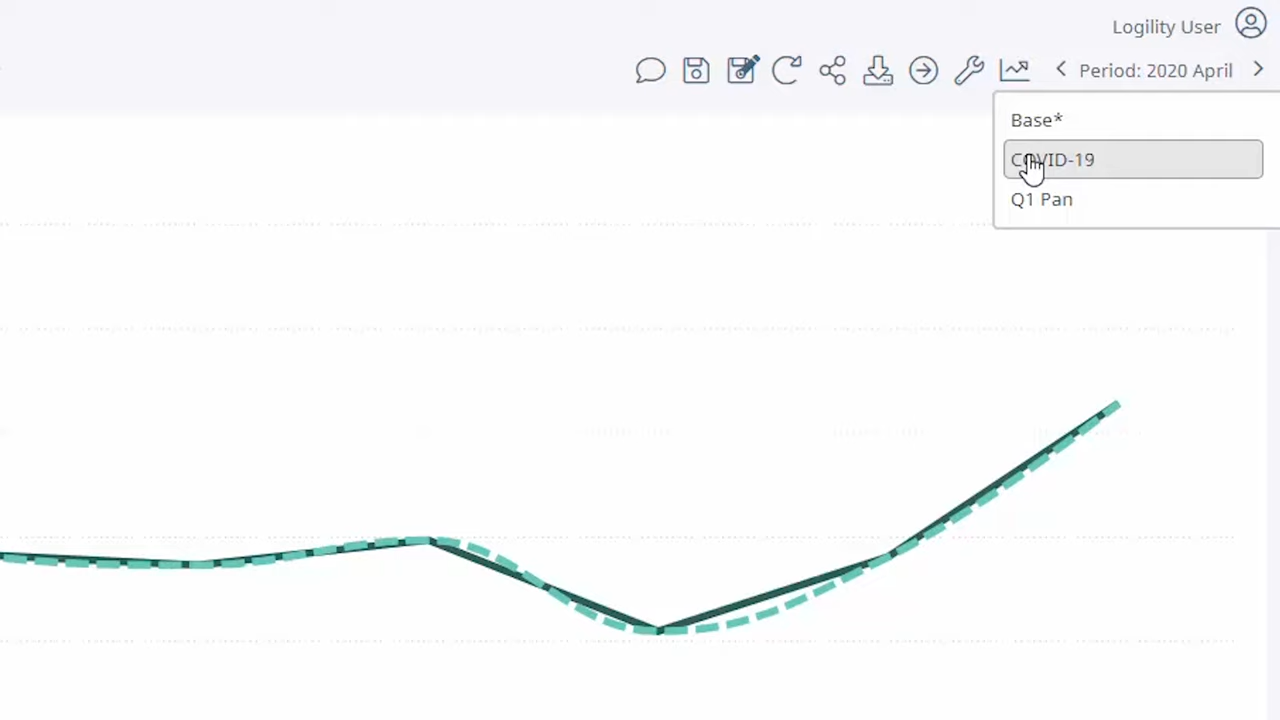 Logility User
Period: 2020 April
Base*
COVID-19
Q1 Pan